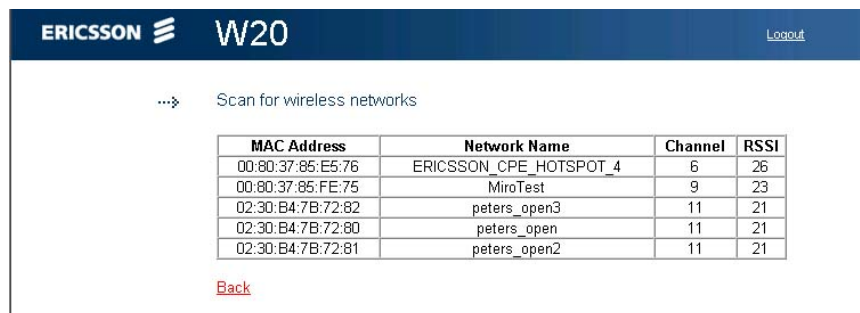 ERICSSON W20 Logout
Scan for wireless networks
MAC Address Network Name Channel RSSI
00:80:37:85:E5:76 ERICSSON_CPE_HOTSPOT_4 6 26
00:80:37:85:FE:75 MiroTest 9 23
02:30:B4:7B:72:82 peters_open3 11 21
02:30:B4:7B:72:80 peters_open 11 21
02:30:B4:7B:72:81 peters_open2 11 21
Back